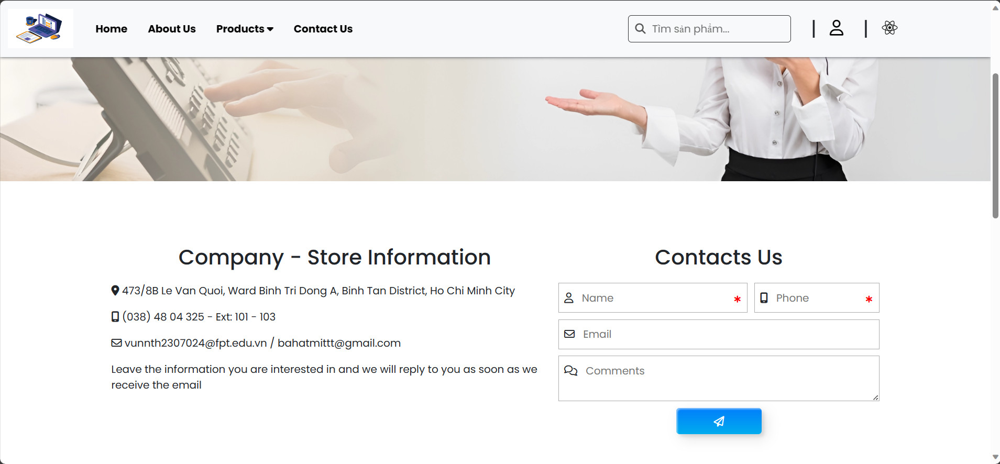 Home About Us Products Contact Us Tìm sản phẩm...
Company - Store Information
473/8B Le Van Quoi, Ward Binh Tri Dong A, Binh Tan District, Ho Chi Minh City
(038) 48 04 325 - Ext: 101 - 103
vunnth2307024@fpt.edu.vn / bahatmittt@gmail.com
Leave the information you are interested in and we will reply to you as soon as we
receive the email
Contacts Us
Name * Phone *
Email
Comments